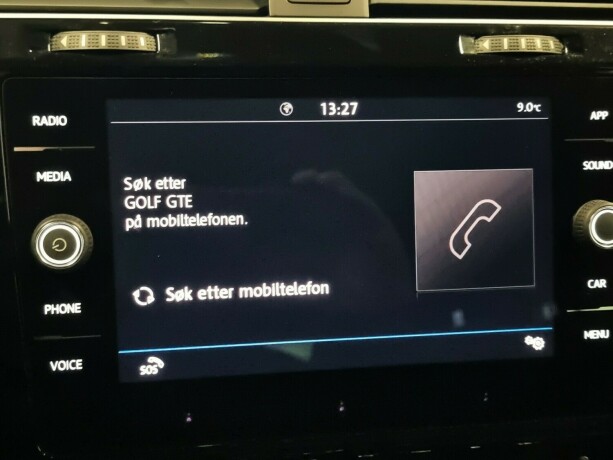 13:27
9.0℃
RADIO
APP
MEDIA
SOUND
Søk etter
GOLF GTE
på mobiltelefonen.
Søk etter mobiltelefon
PHONE
CAR
VOICE
MENU
SOS